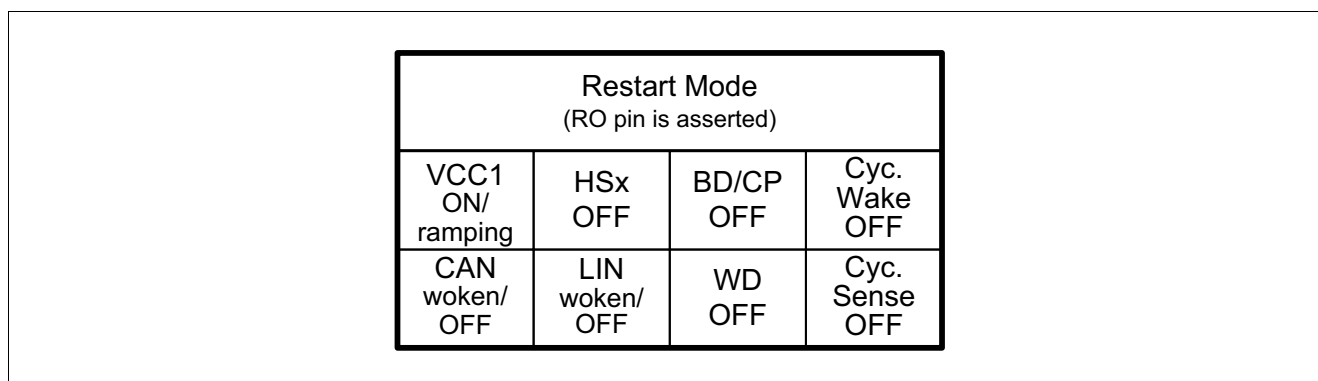 Restart Mode
(RO pin is asserted)
VCC1
ON/
ramping
HSx
OFF
BD/CP
OFF
Cyc.
Wake
OFF
CAN
woken/
OFF
LIN
woken/
OFF
WD
OFF
Cyc.
Sense
OFF